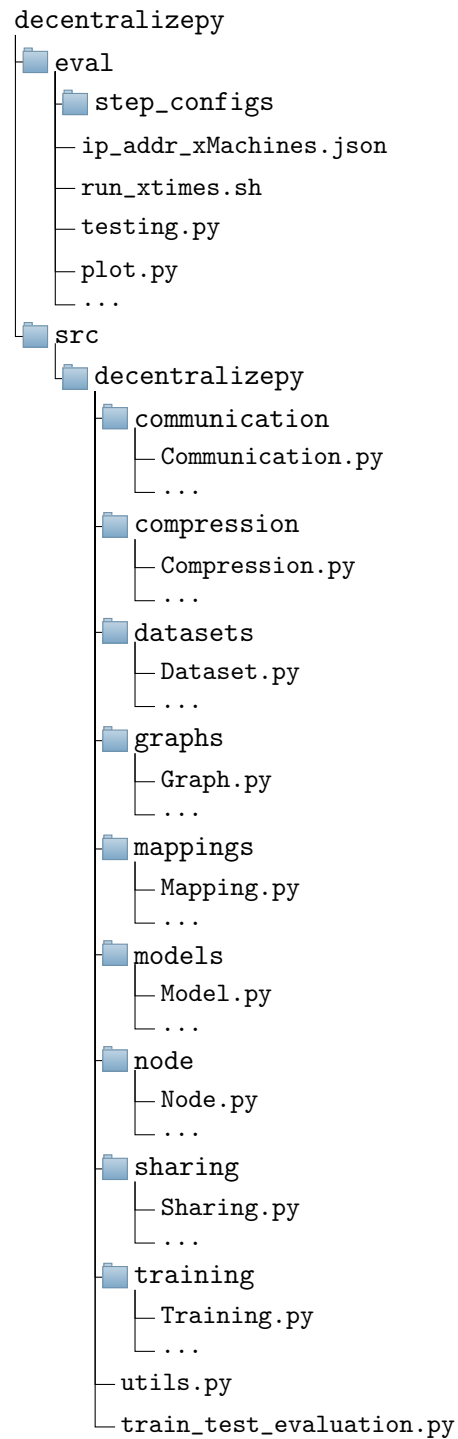 decentralizepy
eval
step_configs
ip_addr_xMachines.json
run_xtimes.sh
testing.py
plot.py
...
src
decentralizepy
communication
Communication.py
...
compression
Compression.py
...
datasets
Dataset.py
...
graphs
Graph.py
...
mappings
Mapping.py
...
models
Model.py
...
node
Node.py
...
sharing
Sharing.py
...
training
Training.py
...
utils.py
train_test_evaluation.py